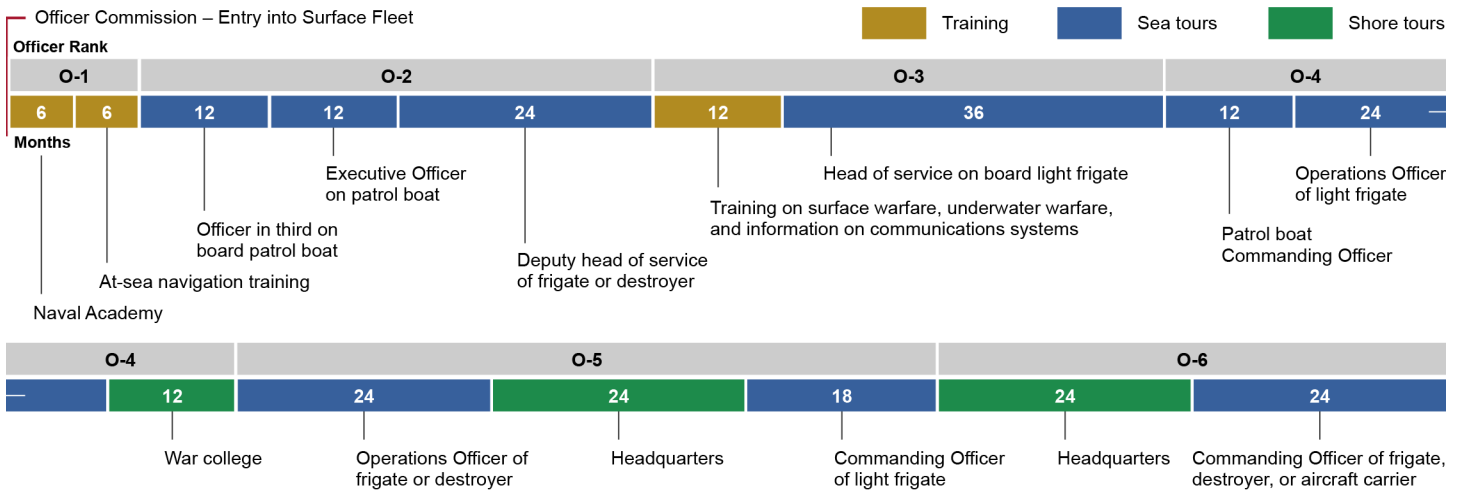 Officer Commission – Entry into Surface Fleet
Training
Sea tours
Shore tours
Officer Rank
O-1
O-2
O-3
O-4
6
6
12
12
24
12
36
12
24
Months
Naval Academy
At-sea navigation training
Officer in third on
board patrol boat
Executive Officer
on patrol boat
Deputy head of service
of frigate or destroyer
Training on surface warfare, underwater warfare,
and information on communications systems
Head of service on board light frigate
Patrol boat
Commanding Officer
Operations Officer
of light frigate
O-4
O-5
O-6
12
24
24
18
24
24
War college
Operations Officer of
frigate or destroyer
Headquarters
Commanding Officer
of light frigate
Headquarters
Commanding Officer of frigate,
destroyer, or aircraft carrier